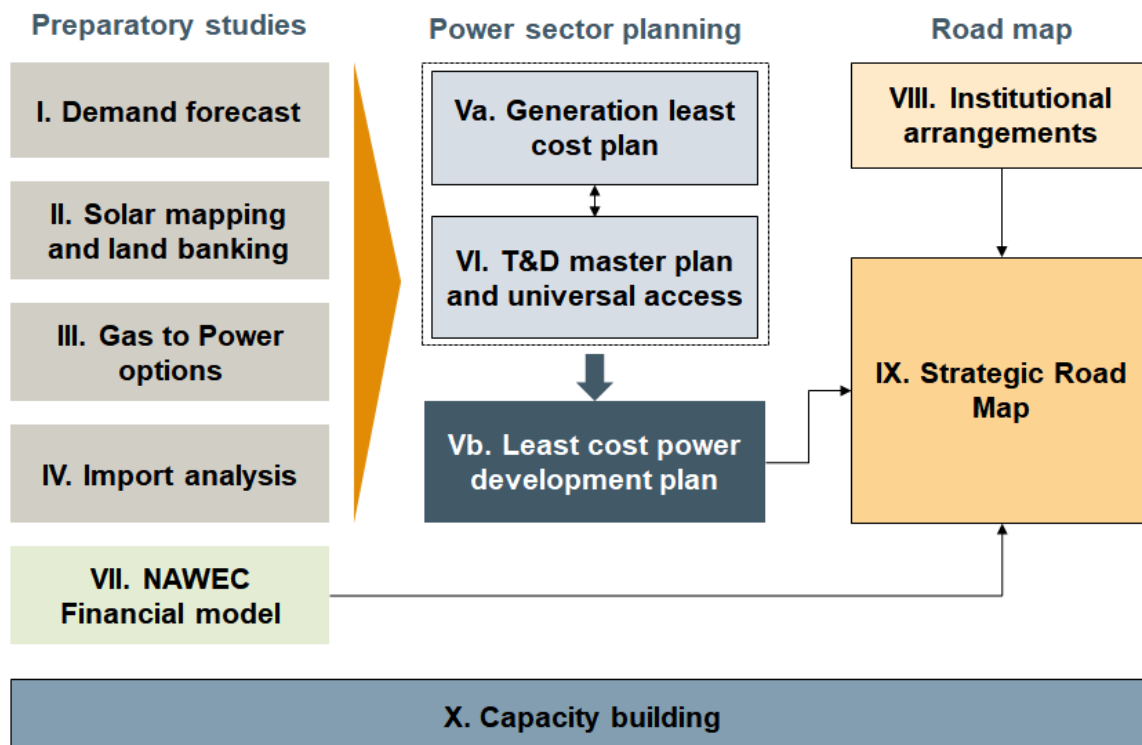 Preparatory studies
I. Demand forecast
II. Solar mapping
and land banking
III. Gas to Power
options
IV. Import analysis
VII. NAWEC
Financial model
Power sector planning
Va. Generation least
cost plan
VI. T&D master plan
and universal access
Vb. Least cost power
development plan
Road map
VIII. Institutional
arrangements
IX. Strategic Road
Map
X. Capacity building